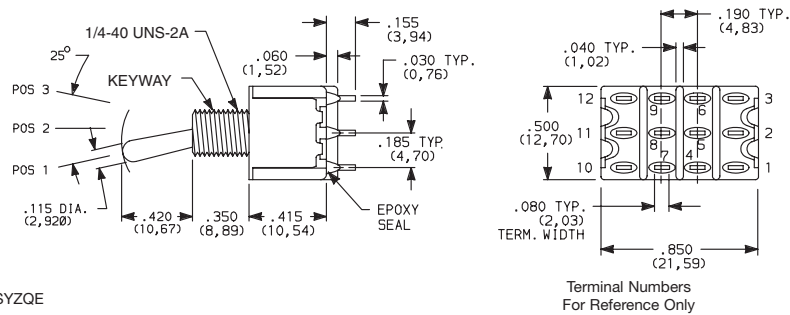 1/4-40 UNS-2A
25°
KEYWAY
POS 3
POS 2
POS 1
.115 DIA.
(2,920)
.420
(10,67)
.350
(8,89)
.415
(10,54)
.060
(1,52)
.155
(3,94)
.030 TYP.
(0,76)
.185 TYP.
(4,70)
EPOXY
SEAL
.190 TYP.
(4,83)
.040 TYP.
(1,02)
.500
(12,70)
12
9
6
3
11
8
5
2
10
7
4
1
.080 TYP.
(2,03)
TERM. WIDTH
.850
(21,59)
Terminal Numbers
For Reference Only
SYZQE